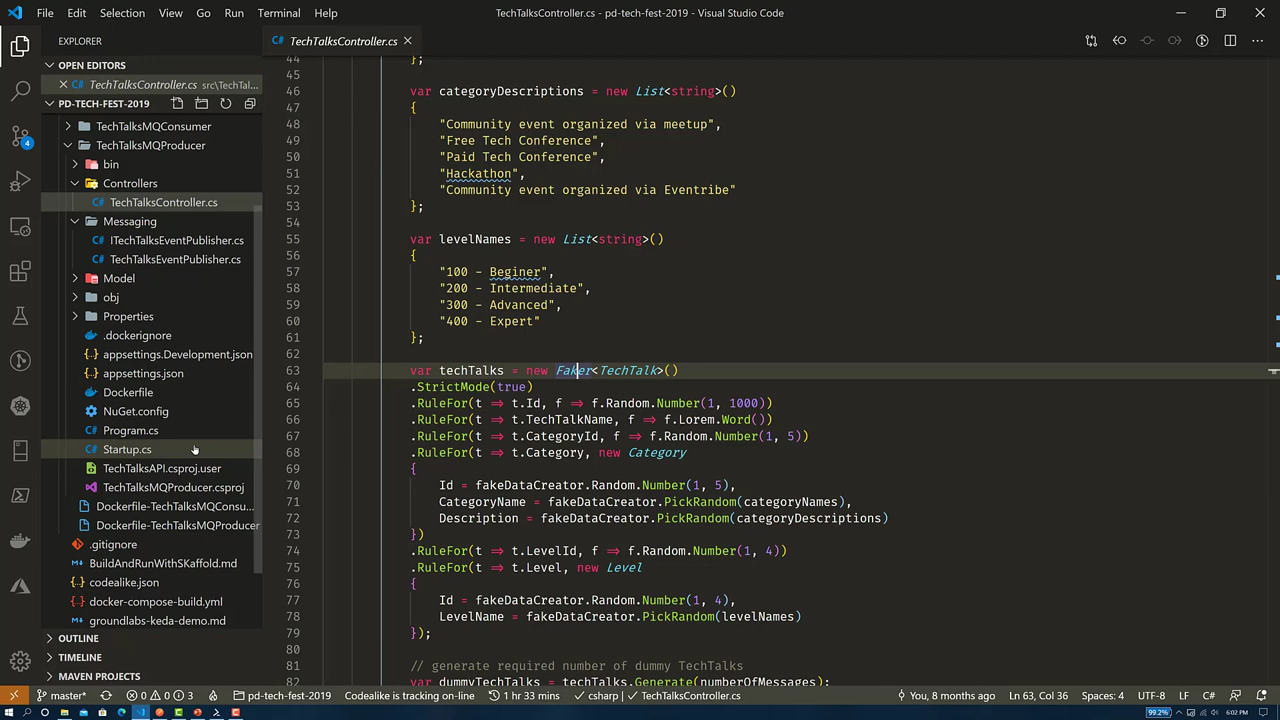 File Edit Selection View Go Run Terminal Help
TechTalksController.cs - pd-tech-fest-2019 - Visual Studio Code
EXPLORER
OPEN EDITORS
TechTalksController.cs src\TechTal...
PD-TECH-FEST-2019
TechTalksMQConsumer
TechTalksMQProducer
bin
Controllers
TechTalksController.cs
Messaging
ITechTalksEventPublisher.cs
TechTalksEventPublisher.cs
Model
obj
Properties
.dockerignore
appsettings.Development.json
appsettings.json
Dockerfile
NuGet.config
Program.cs
Startup.cs
TechTalksAPI.csproj.user
TechTalksMQProducer.csproj
Dockerfile-TechTalksMQConsu...
Dockerfile-TechTalksMQProducer
.gitignore
BuildAndRunWithSKaffold.md
codealike.json
docker-compose-build.yml
groundlabs-keda-demo.md
OUTLINE
TIMELINE
MAVEN PROJECTS
4
TechTalksController.cs
44 };
45
46 var categoryDescriptions = new List<string>()
47 {
48 "Community event organized via meetup",
49 "Free Tech Conference",
50 "Paid Tech Conference",
51 "Hackathon",
52 "Community event organized via Eventribe"
53 };
54
55 var levelNames = new List<string>()
56 {
57 "100 - Beginer",
58 "200 - Intermediate",
59 "300 - Advanced",
60 "400 - Expert"
61 };
62
63 var techTalks = new Faker<TechTalk>()
64 .StrictMode(true)
65 .RuleFor(t => t.Id, f => f.Random.Number(1, 1000))
66 .RuleFor(t => t.TechTalkName, f => f.Lorem.Word())
67 .RuleFor(t => t.CategoryId, f => f.Random.Number(1, 5))
68 .RuleFor(t => t.Category, new Category
69 {
70 Id = fakeDataCreator.Random.Number(1, 5),
71 CategoryName = fakeDataCreator.PickRandom(categoryNames),
72 Description = fakeDataCreator.PickRandom(categoryDescriptions)
73 })
74 .RuleFor(t => t.LevelId, f => f.Random.Number(1, 4))
75 .RuleFor(t => t.Level, new Level
76 {
77 Id = fakeDataCreator.Random.Number(1, 4),
78 LevelName = fakeDataCreator.PickRandom(levelNames)
79 });
80
81 // generate required number of dummy TechTalks
82 var dummyTechTalks = techTalks.Generate(numberOfMessages);
master* 0 0 3 pd-tech-fest-2019 Codealike is tracking on-line 1 hr 33 mins csharp TechTalksController.cs You, 8 months ago Ln 63, Col 36 Spaces: 4 UTF-8 LF C#
99.2% 6:02 PM